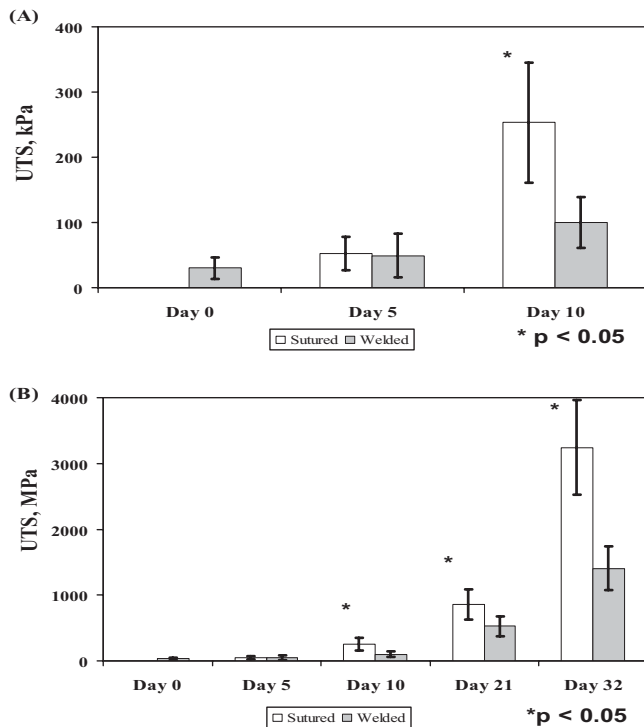 (A)
400
300
200
100
0
UTS, kPa
*
Day 0 Day 5 Day 10
Sutured Welded
* p < 0.05
(B)
4000
3000
2000
1000
0
UTS, MPa
*
*
*
Day 0 Day 5 Day 10 Day 21 Day 32
Sutured Welded
*p < 0.05